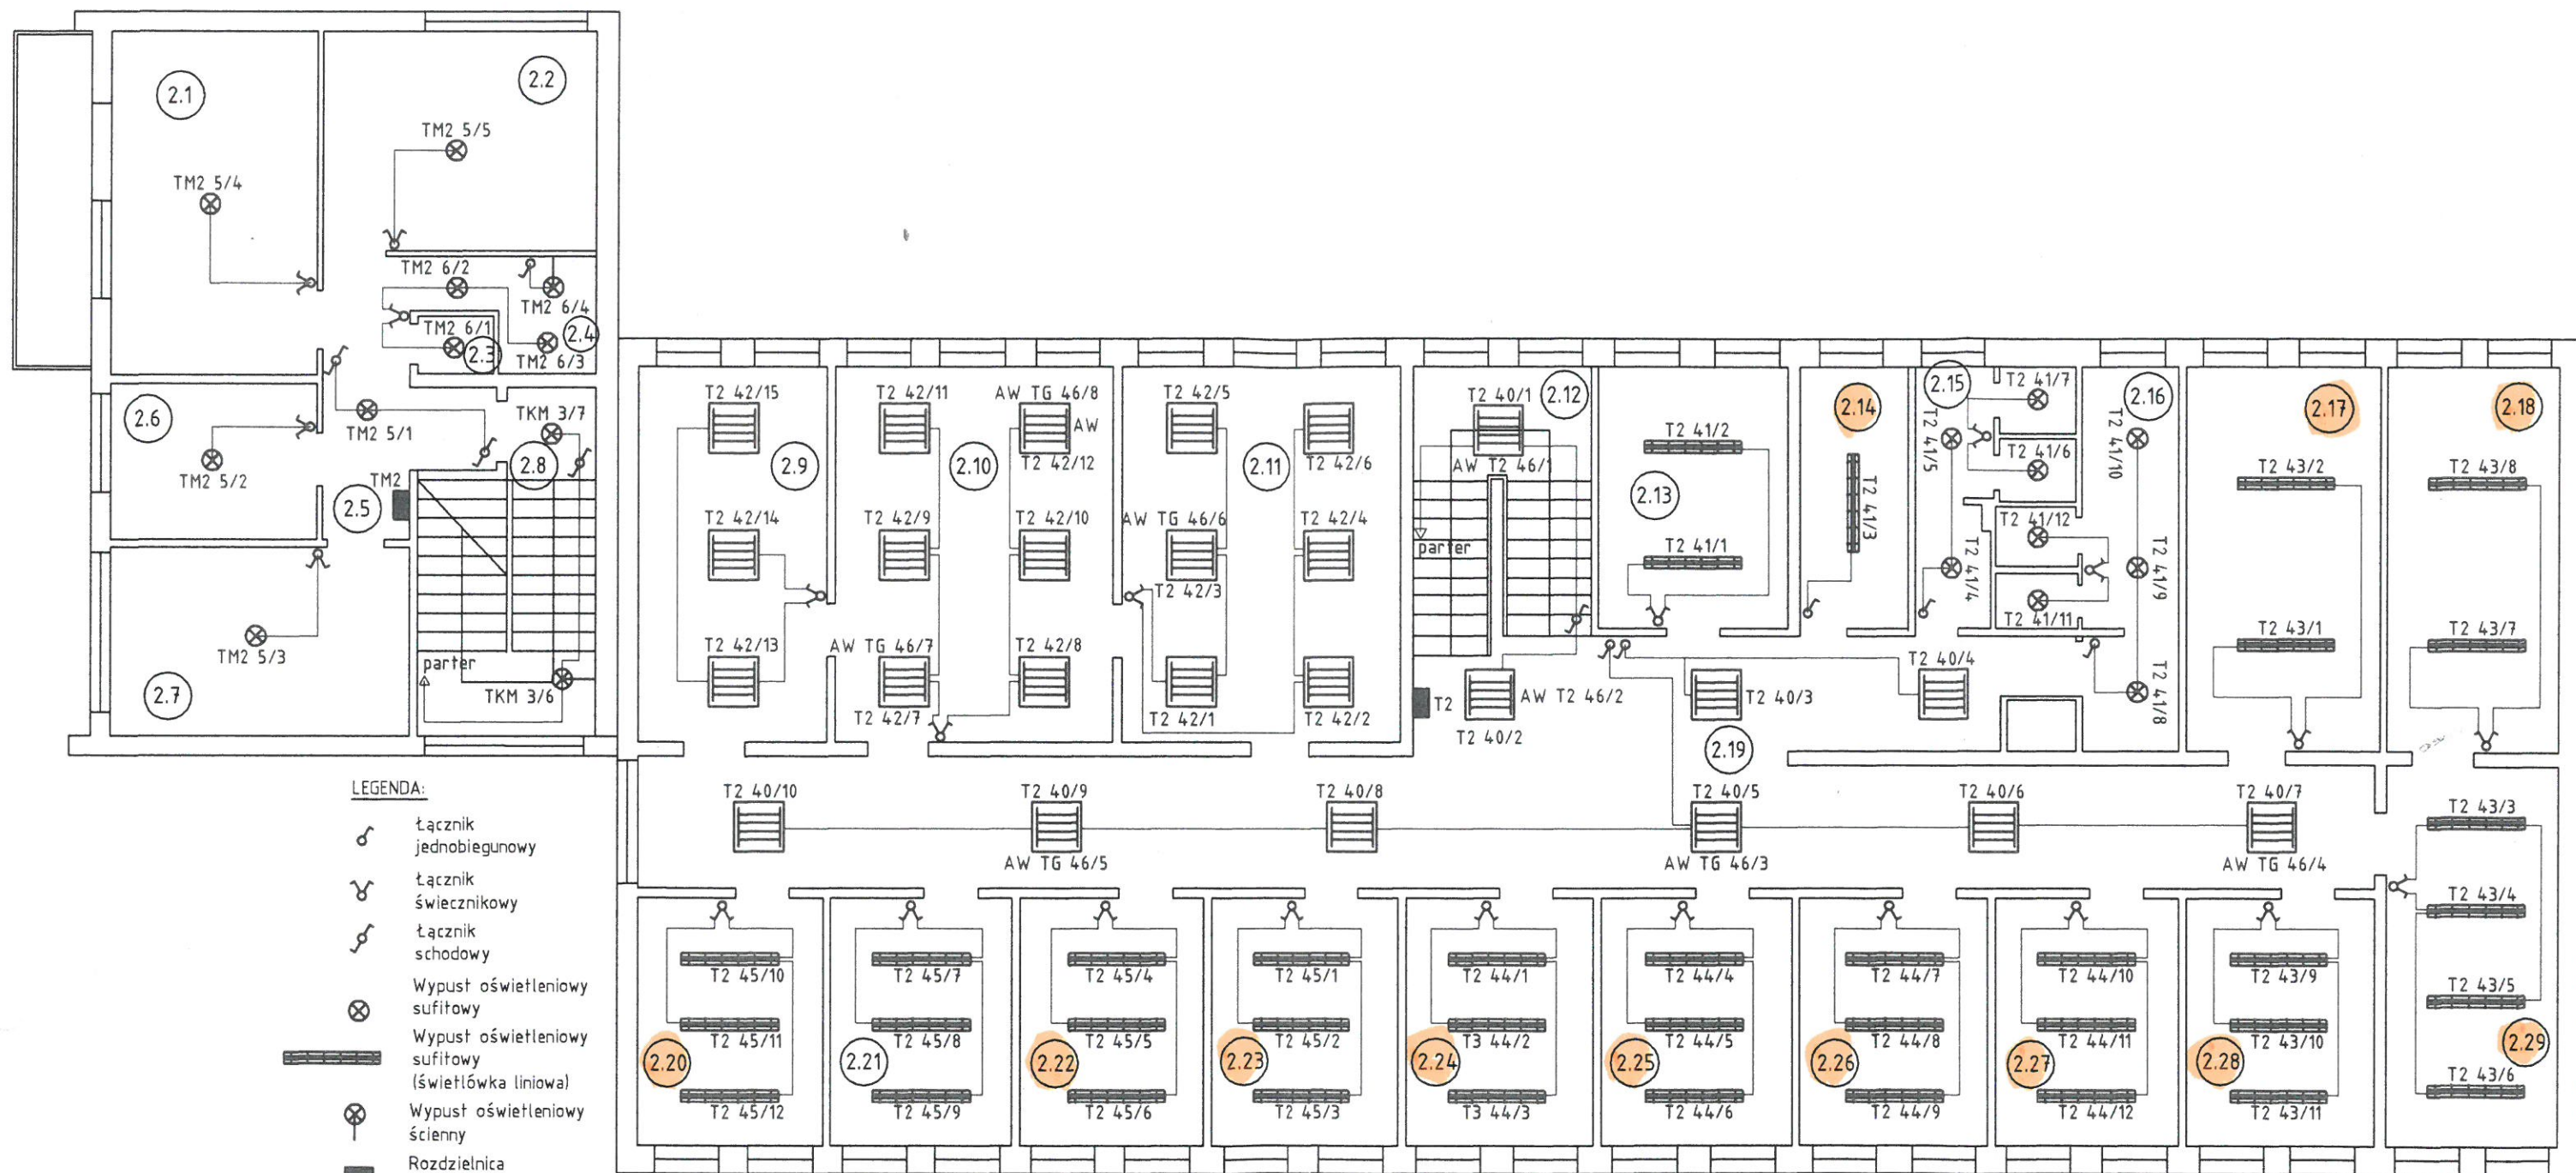 2.1
2.2
TM2 5/5
TM2 5/4
TM2 6/2
TM2 6/4
TM2 6/1
2.3
2.4
TM2 6/3
2.6
TM2 5/1
TKM 3/7
TM2 5/2
TM2
2.5
2.8
TM2 5/3
parter
TKM 3/6
2.7
T2 42/15
T2 42/14
T2 42/13
2.9
T2 42/11
AW TG 46/8
AW
T2 42/12
2.10
T2 42/9
T2 42/10
AW TG 46/7
T2 42/7
T2 42/8
T2 42/5
T2 42/6
2.11
AW TG 46/6
T2 42/3
T2 42/4
T2 42/1
T2 42/2
T2 40/1
2.12
AW T2 46/1
parter
T2
AW T2 46/2
T2 40/2
T2 41/2
2.13
T2 41/1
2.14
T2 41/3
2.15
T2 41/7
T2 41/5
T2 41/6
T2 41/4
T2 41/12
T2 41/11
2.16
T2 41/10
T2 41/9
T2 41/8
T2 40/3
T2 40/4
2.19
2.17
T2 43/2
T2 43/1
2.18
T2 43/8
T2 43/7
T2 40/10
T2 40/9
AW TG 46/5
T2 40/8
T2 40/5
AW TG 46/3
T2 40/6
T2 40/7
AW TG 46/4
T2 43/3
T2 43/4
T2 43/5
2.29
T2 43/6
T2 45/10
T2 45/11
2.20
T2 45/12
T2 45/7
T2 45/8
2.21
T2 45/9
T2 45/4
T2 45/5
2.22
T2 45/6
T2 45/1
T2 45/2
2.23
T2 45/3
T2 44/1
T3 44/2
2.24
T3 44/3
T2 44/4
T2 44/5
2.25
T2 44/6
T2 44/7
T2 44/8
2.26
T2 44/9
T2 44/10
T2 44/11
2.27
T2 44/12
T2 43/9
T2 43/10
2.28
T2 43/11
LEGENDA:
Łącznik
jednobiegunowy
Łącznik
świecznikowy
Łącznik
schodowy
Wypust oświetleniowy
sufitowy
Wypust oświetleniowy
sufitowy
(świetlówka liniowa)
Wypust oświetleniowy
ścienny
Rozdzielnica